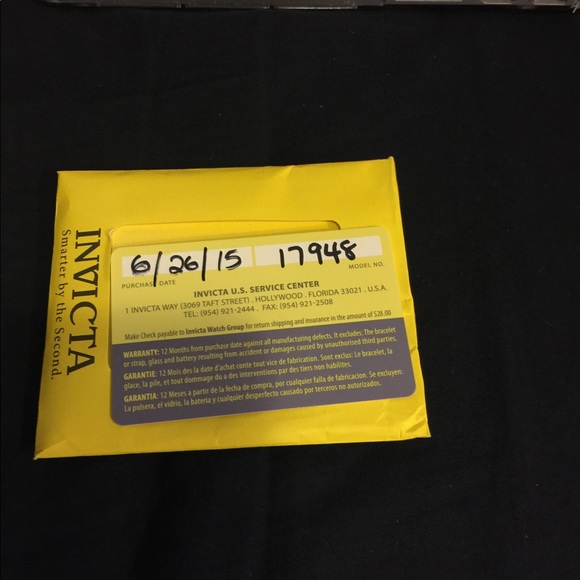 INVICTA
Smarter by the Second.
6/26/15 17948
PURCHASE DATE MODEL NO.
INVICTA U.S. SERVICE CENTER
1 INVICTA WAY (3069 TAFT STREET) . HOLLYWOOD . FLORIDA 33021 . U.S.A.
TEL: (954) 921-2444 . FAX: (954) 921-2508
Make Check payable to Invicta Watch Group for return shipping and insurance in the amount of $28.00
WARRANTY: 12 Months from purchase date against all manufacturing defects. It excludes: The bracelet
or strap, glass and battery resulting from accident or damages caused by unauthorised third parties.
GARANTIE: 12 Mois des la date d'achat conte tout vice de fabrication. Sont exclus: Le bracelet, la
glace, la pile, et tout dommage du a des interventions par des tiers non habilites.
GARANTIA: 12 Meses a partir de la fecha de compra, por cualquier falla de fabricacion. Se excluyen:
La pulsera, el vidrio, la bateria y cualquier desperfecto causado por terceros no autorizados.